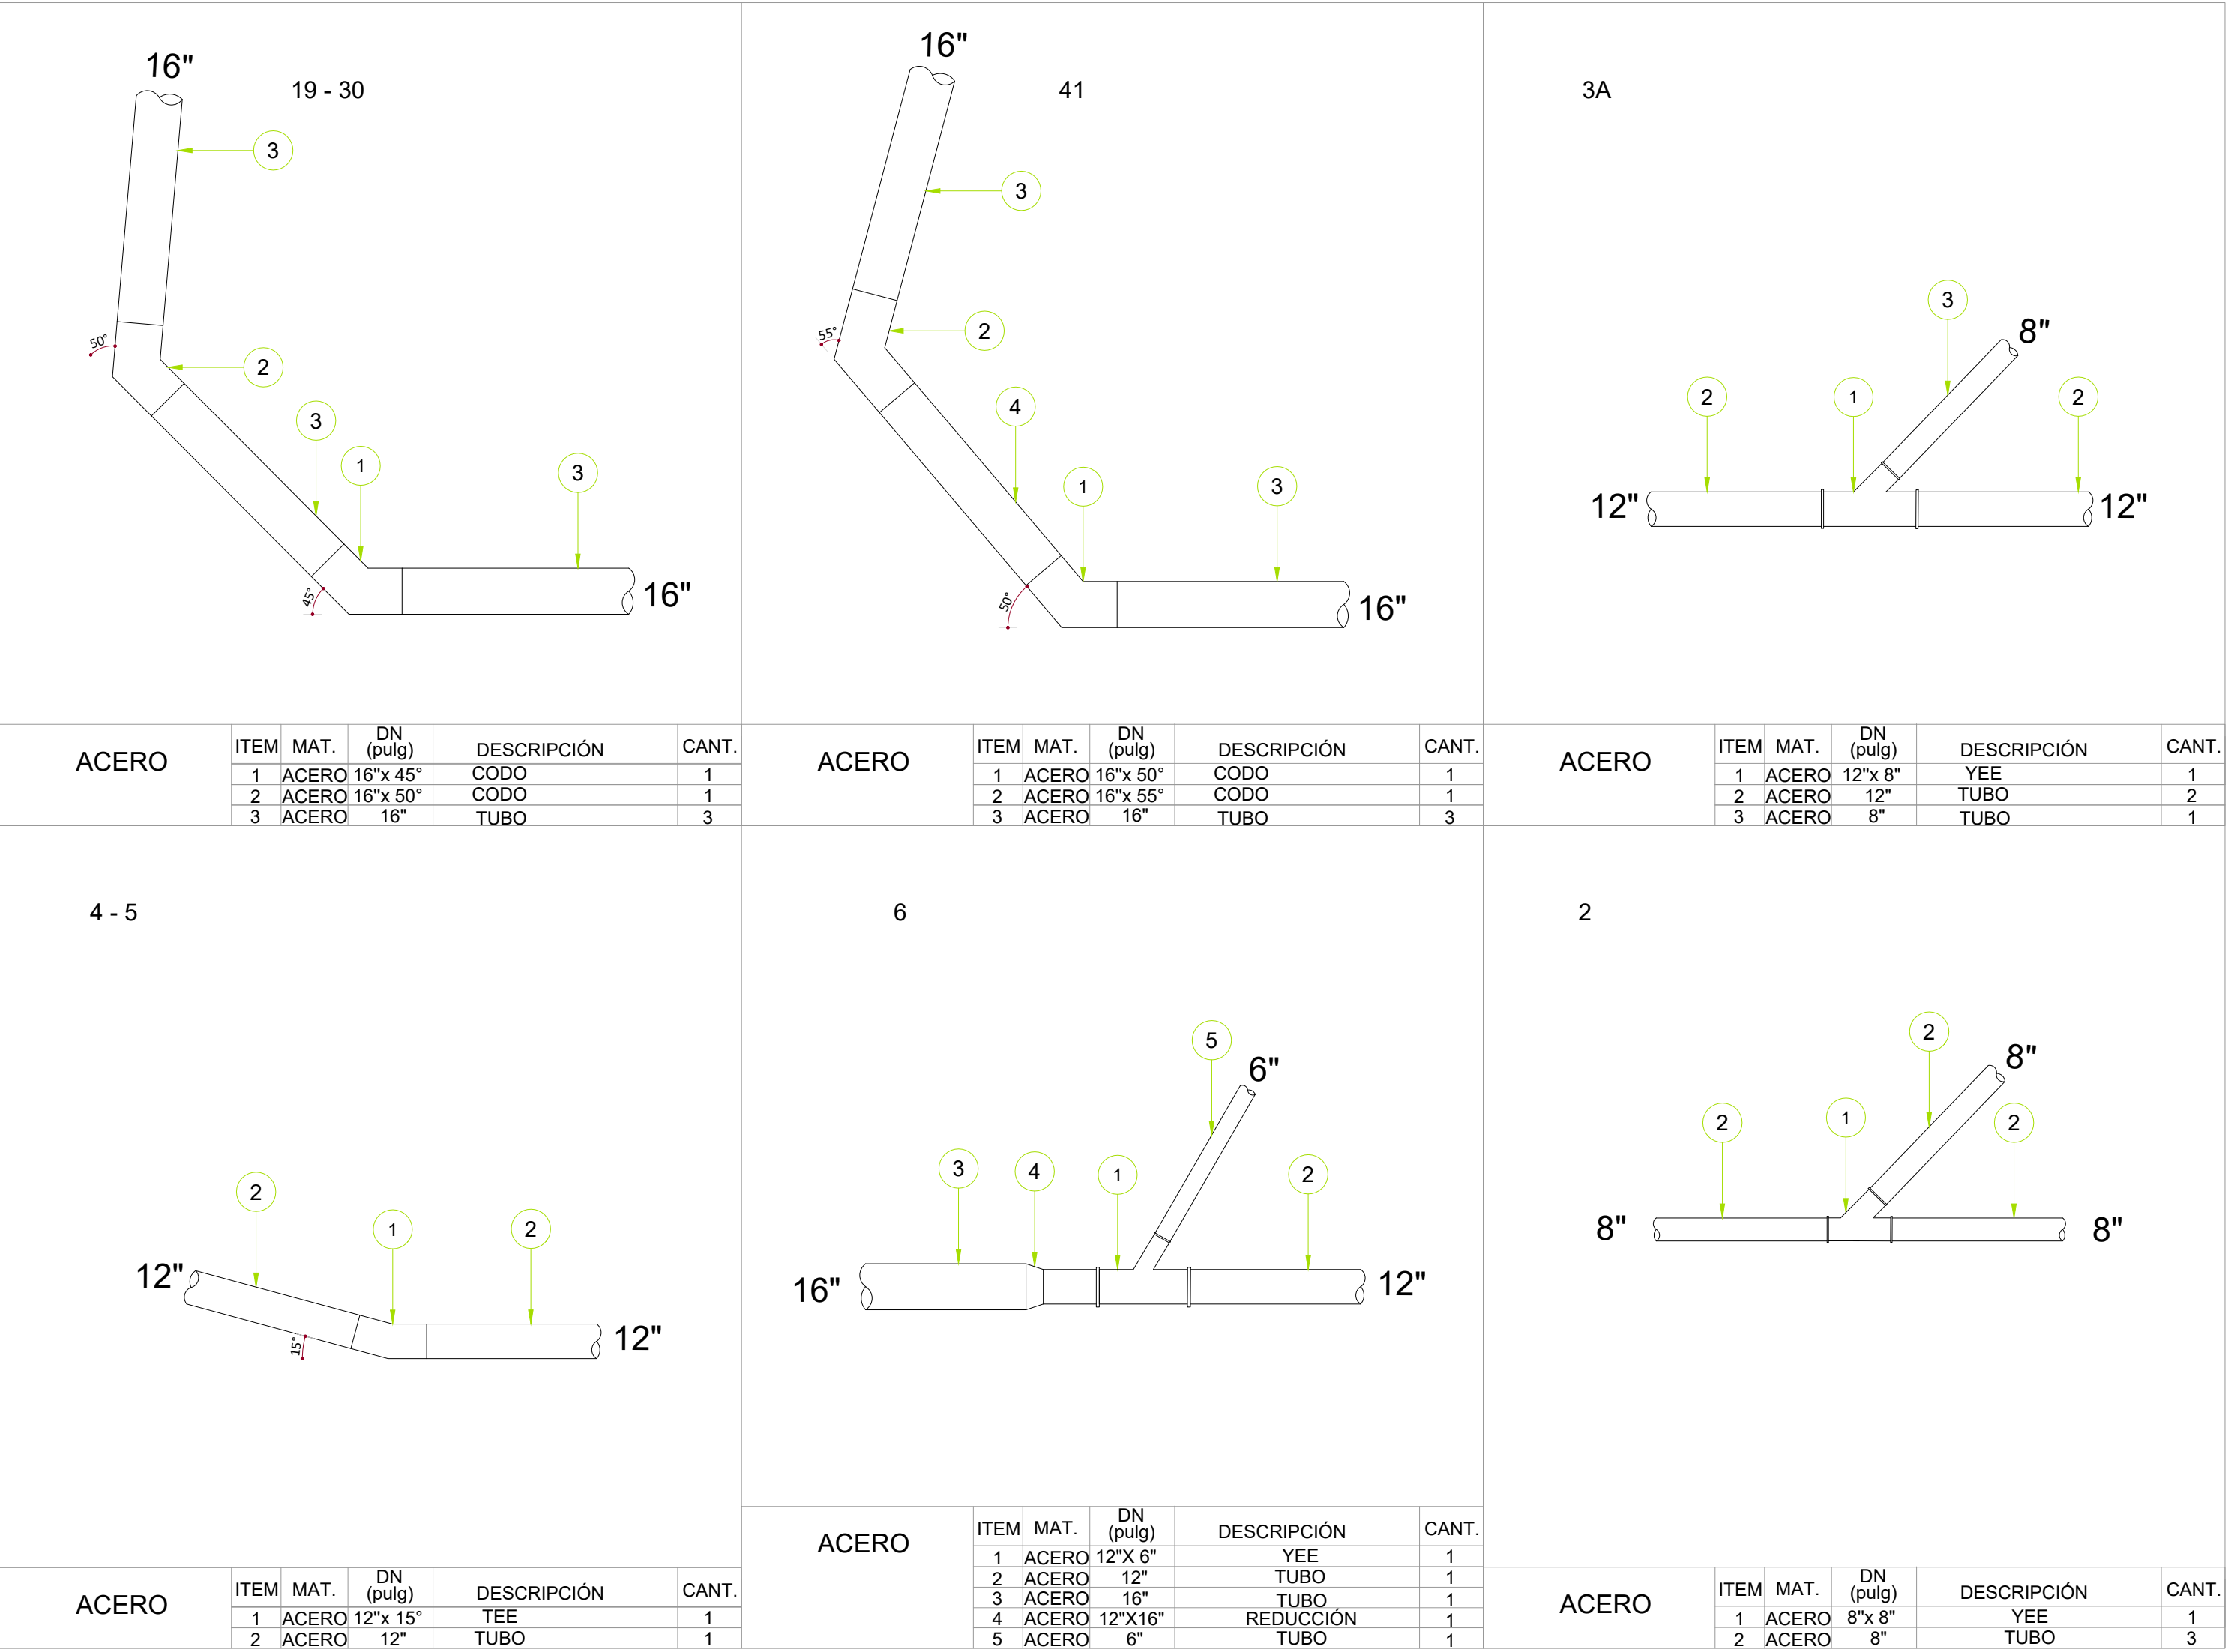 16"
19 - 30
3
50°
2
3
1
3
45°
16"
ACERO
ITEM MAT. DN (pulg) DESCRIPCIÓN CANT.
1 ACERO 16"x 45° CODO 1
2 ACERO 16"x 50° CODO 1
3 ACERO 16" TUBO 3
16"
41
3
55°
2
4
1
3
50°
16"
ACERO
ITEM MAT. DN (pulg) DESCRIPCIÓN CANT.
1 ACERO 16"x 50° CODO 1
2 ACERO 16"x 55° CODO 1
3 ACERO 16" TUBO 3
3A
3
8"
2
1
2
12"
12"
ACERO
ITEM MAT. DN (pulg) DESCRIPCIÓN CANT.
1 ACERO 12"x 8" YEE 1
2 ACERO 12" TUBO 2
3 ACERO 8" TUBO 1
4 - 5
2
1
2
12"
15°
12"
ACERO
ITEM MAT. DN (pulg) DESCRIPCIÓN CANT.
1 ACERO 12"x 15° TEE 1
2 ACERO 12" TUBO 1
6
5
6"
3
4
1
2
16"
12"
ACERO
ITEM MAT. DN (pulg) DESCRIPCIÓN CANT.
1 ACERO 12"X 6" YEE 1
2 ACERO 12" TUBO 1
3 ACERO 16" TUBO 1
4 ACERO 12"X16" REDUCCIÓN 1
5 ACERO 6" TUBO 1
2
2
8"
2
1
2
8"
8"
ACERO
ITEM MAT. DN (pulg) DESCRIPCIÓN CANT.
1 ACERO 8"x 8" YEE 1
2 ACERO 8" TUBO 3